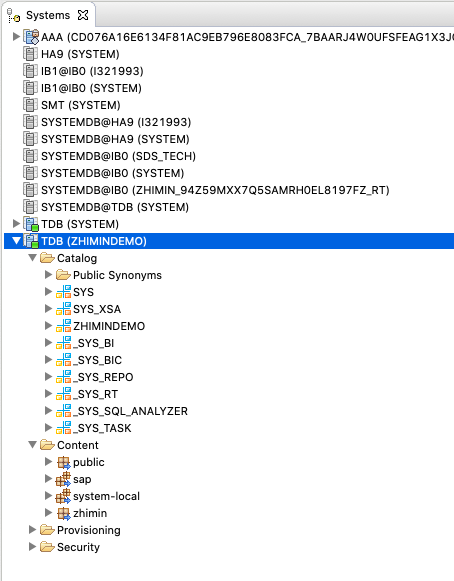 Systems
AAA (CD076A16E6134F81AC9EB796E8083FCA_7BAARJ4W0UFSFEAG1X3J
HA9 (SYSTEM)
IB1@IB0 (I321993)
IB1@IB0 (SYSTEM)
SMT (SYSTEM)
SYSTEMDB@HA9 (I321993)
SYSTEMDB@HA9 (SYSTEM)
SYSTEMDB@IB0 (SDS_TECH)
SYSTEMDB@IB0 (SYSTEM)
SYSTEMDB@IB0 (ZHIMIN_94Z59MXX7Q5SAMRH0EL8197FZ_RT)
SYSTEMDB@TDB (SYSTEM)
TDB (SYSTEM)
TDB (ZHIMINDEMO)
Catalog
Public Synonyms
SYS
SYS_XSA
ZHIMINDEMO
_SYS_BI
_SYS_BIC
_SYS_REPO
_SYS_RT
_SYS_SQL_ANALYZER
_SYS_TASK
Content
public
sap
system-local
zhimin
Provisioning
Security